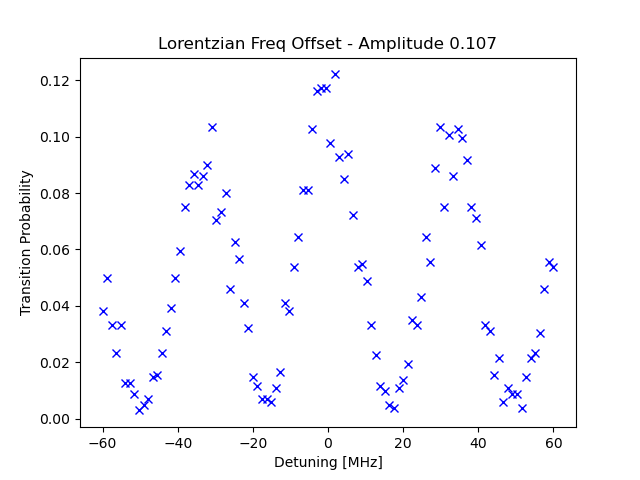 Lorentzian Freq Offset - Amplitude 0.107
0.12
0.10
0.08
0.06
0.04
0.02
0.00
Transition Probability
−60 −40 −20 0 20 40 60
Detuning [MHz]